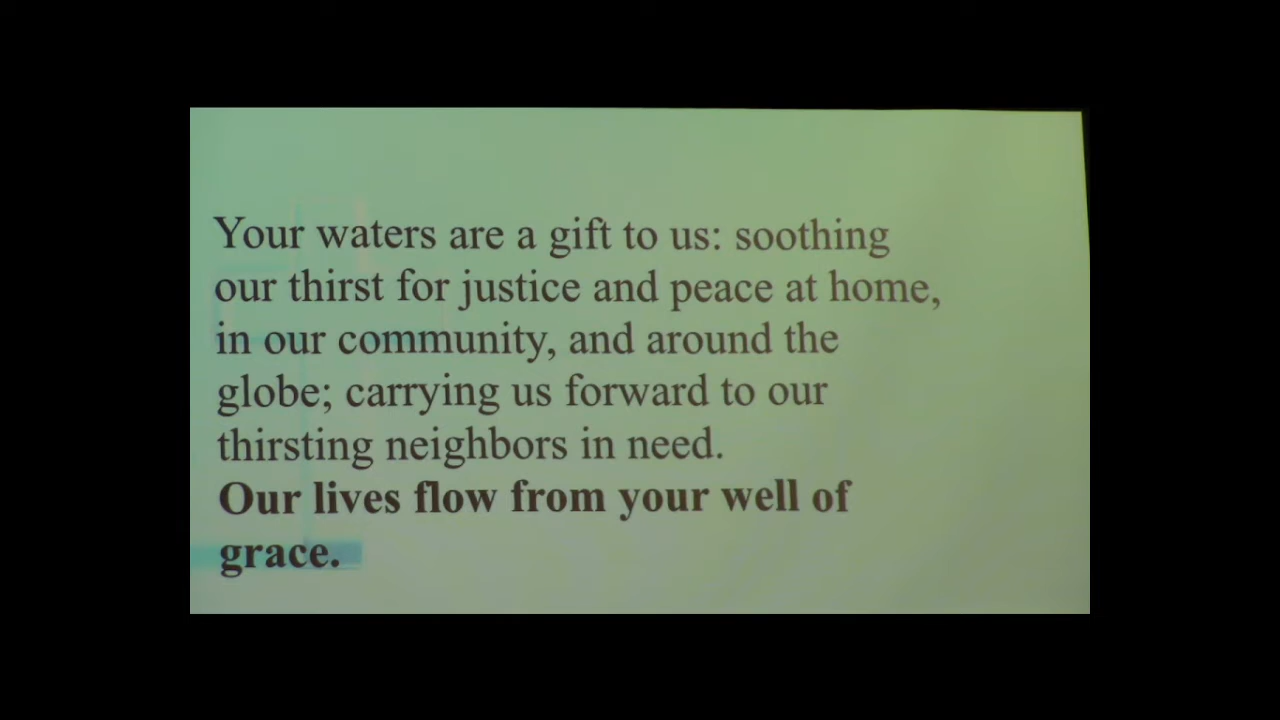 Your waters are a gift to us: soothing
our thirst for justice and peace at home,
in our community, and around the
globe; carrying us forward to our
thirsting neighbors in need.
Our lives flow from your well of
grace.